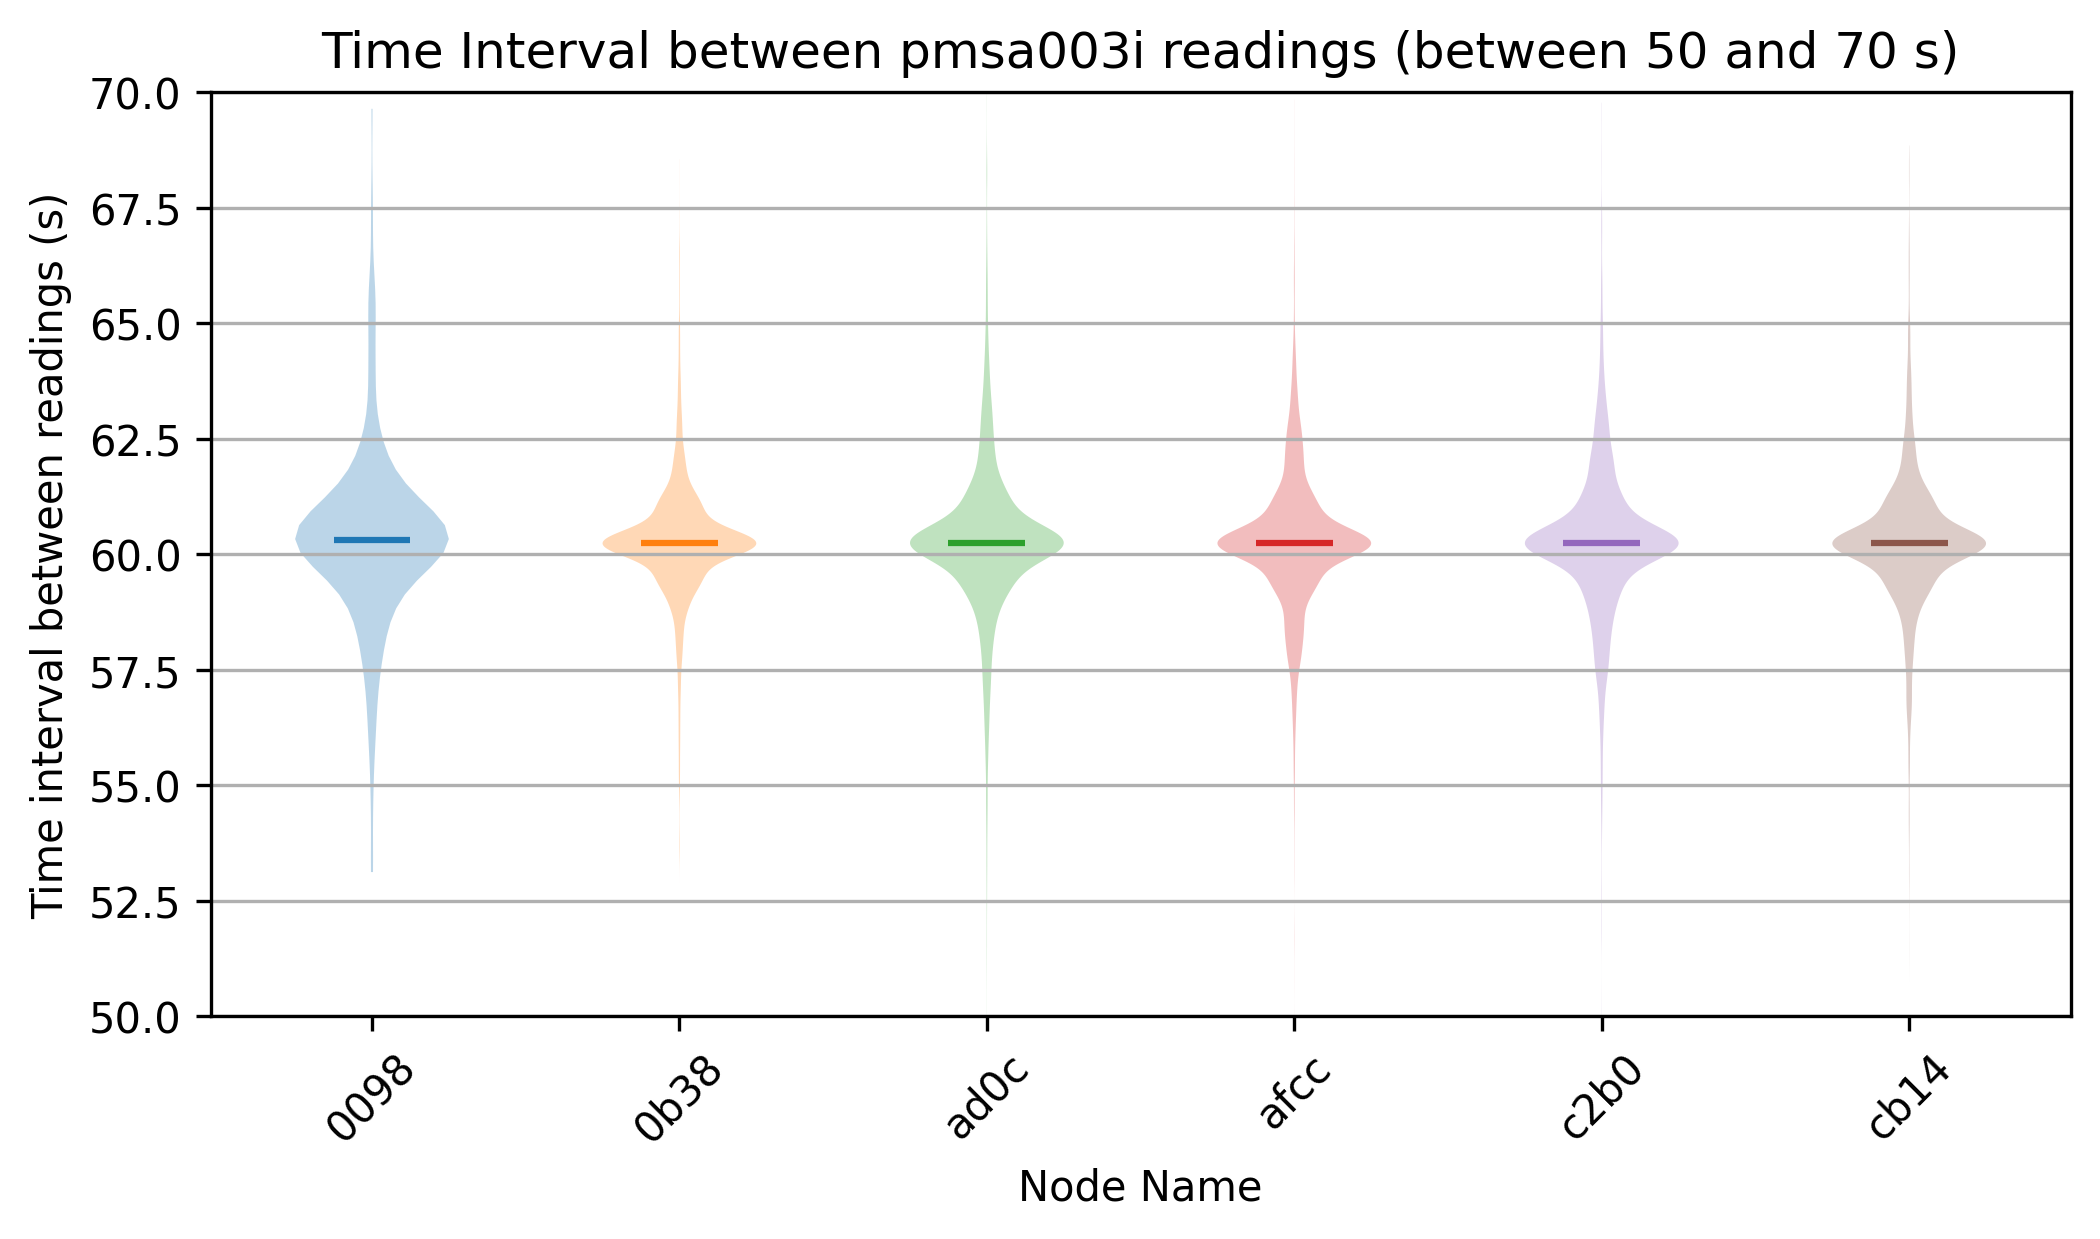 Time Interval between pmsa003i readings (between 50 and 70 s)
Time interval between readings (s)
70.0
67.5
65.0
62.5
60.0
57.5
55.0
52.5
50.0
0098
0b38
ad0c
afcc
c2b0
cb14
Node Name